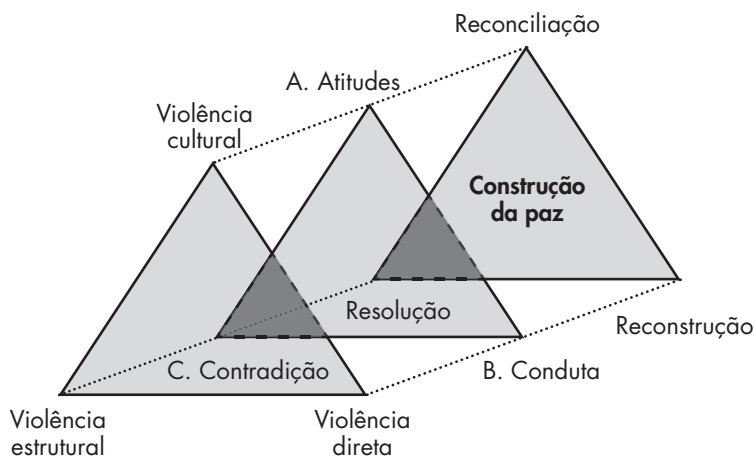 Reconciliação
A. Atitudes
Violência
cultural
Construção
da paz
Resolução
Reconstrução
C. Contradição
B. Conduta
Violência
estrutural
Violência
direta